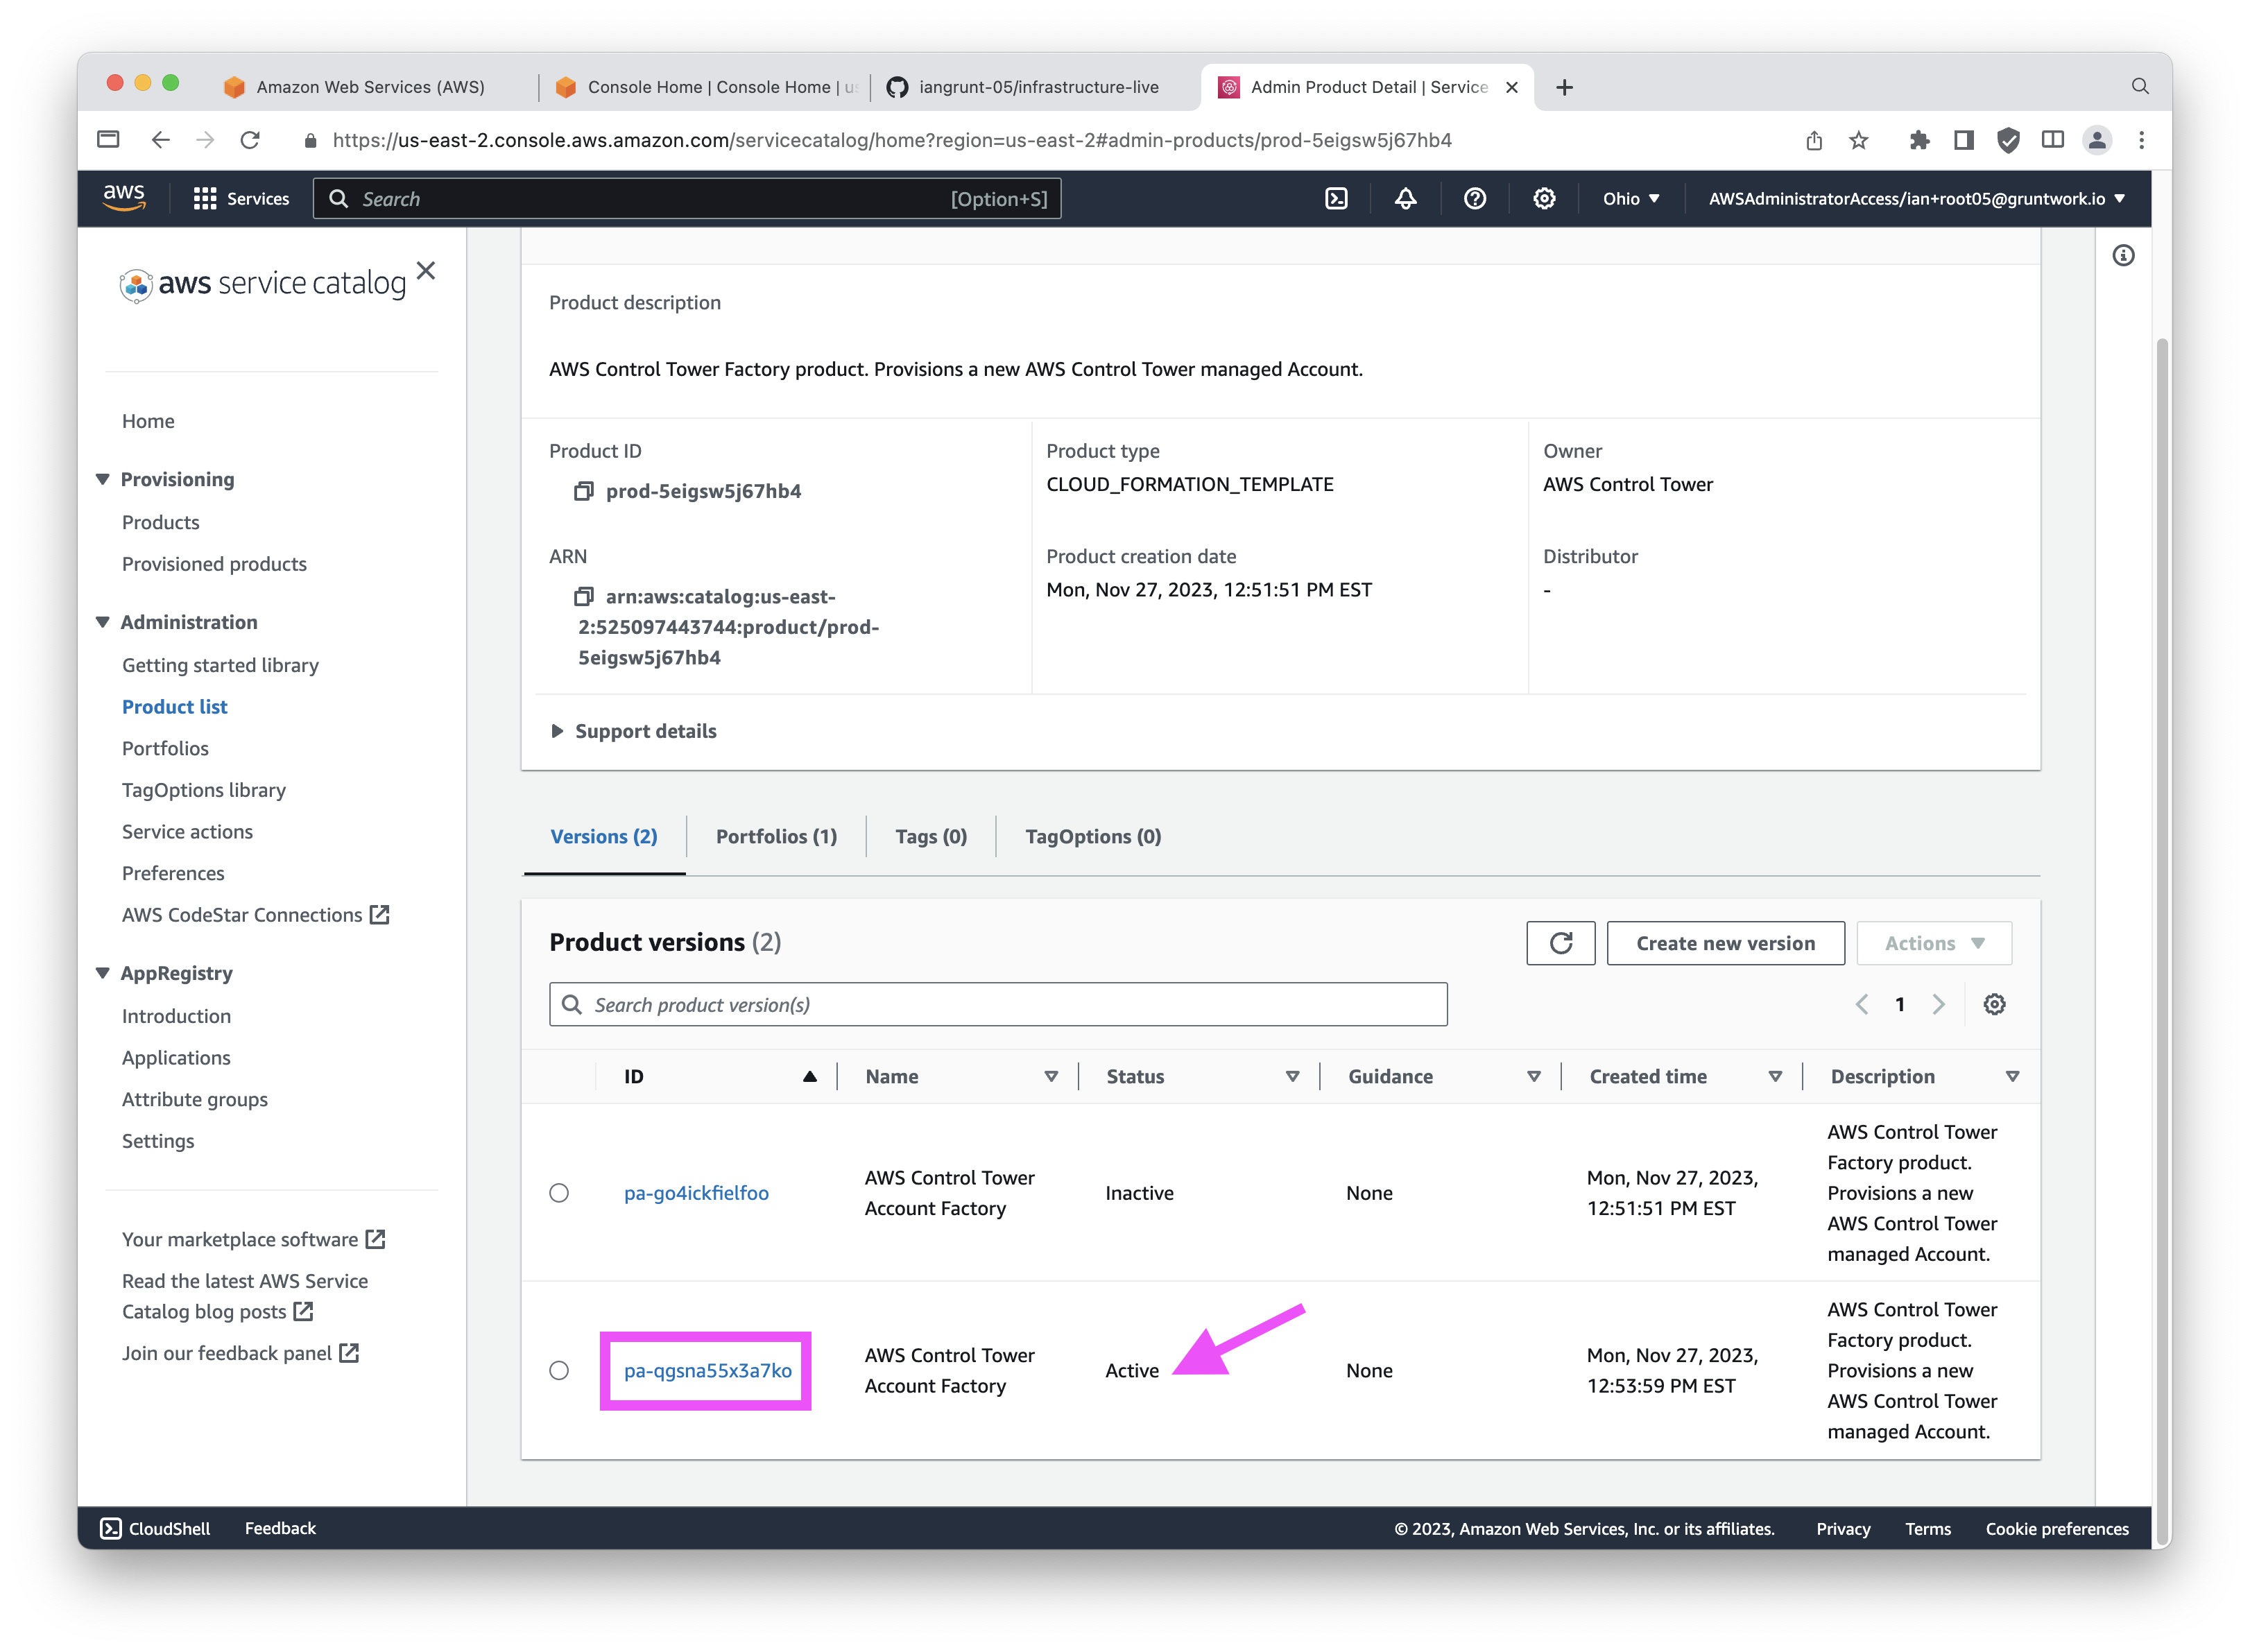 Amazon Web Services (AWS)
Console Home | Console Home | us
iangrunt-05/infrastructure-live
Admin Product Detail | Service
https://us-east-2.console.aws.amazon.com/servicecatalog/home?region=us-east-2#admin-products/prod-5eigsw5j67hb4
aws
Services
Search
[Option+S]
Ohio
AWSAdministratorAccess/ian+root05@gruntwork.io
aws service catalog
Home
Provisioning
Products
Provisioned products
Administration
Getting started library
Product list
Portfolios
TagOptions library
Service actions
Preferences
AWS CodeStar Connections
AppRegistry
Introduction
Applications
Attribute groups
Settings
Your marketplace software
Read the latest AWS Service
Catalog blog posts
Join our feedback panel
Product description
AWS Control Tower Factory product. Provisions a new AWS Control Tower managed Account.
Product ID
prod-5eigsw5j67hb4
Product type
CLOUD_FORMATION_TEMPLATE
Owner
AWS Control Tower
ARN
arn:aws:catalog:us-east-
2:525097443744:product/prod-
5eigsw5j67hb4
Product creation date
Mon, Nov 27, 2023, 12:51:51 PM EST
Distributor
-
Support details
Versions (2)
Portfolios (1)
Tags (0)
TagOptions (0)
Product versions (2)
Create new version
Actions
Search product version(s)
1
ID
Name
Status
Guidance
Created time
Description
pa-go4ickfielfoo
AWS Control Tower
Account Factory
Inactive
None
Mon, Nov 27, 2023,
12:51:51 PM EST
AWS Control Tower
Factory product.
Provisions a new
AWS Control Tower
managed Account.
pa-qgsna55x3a7ko
AWS Control Tower
Account Factory
Active
None
Mon, Nov 27, 2023,
12:53:59 PM EST
AWS Control Tower
Factory product.
Provisions a new
AWS Control Tower
managed Account.
CloudShell
Feedback
© 2023, Amazon Web Services, Inc. or its affiliates.
Privacy
Terms
Cookie preferences